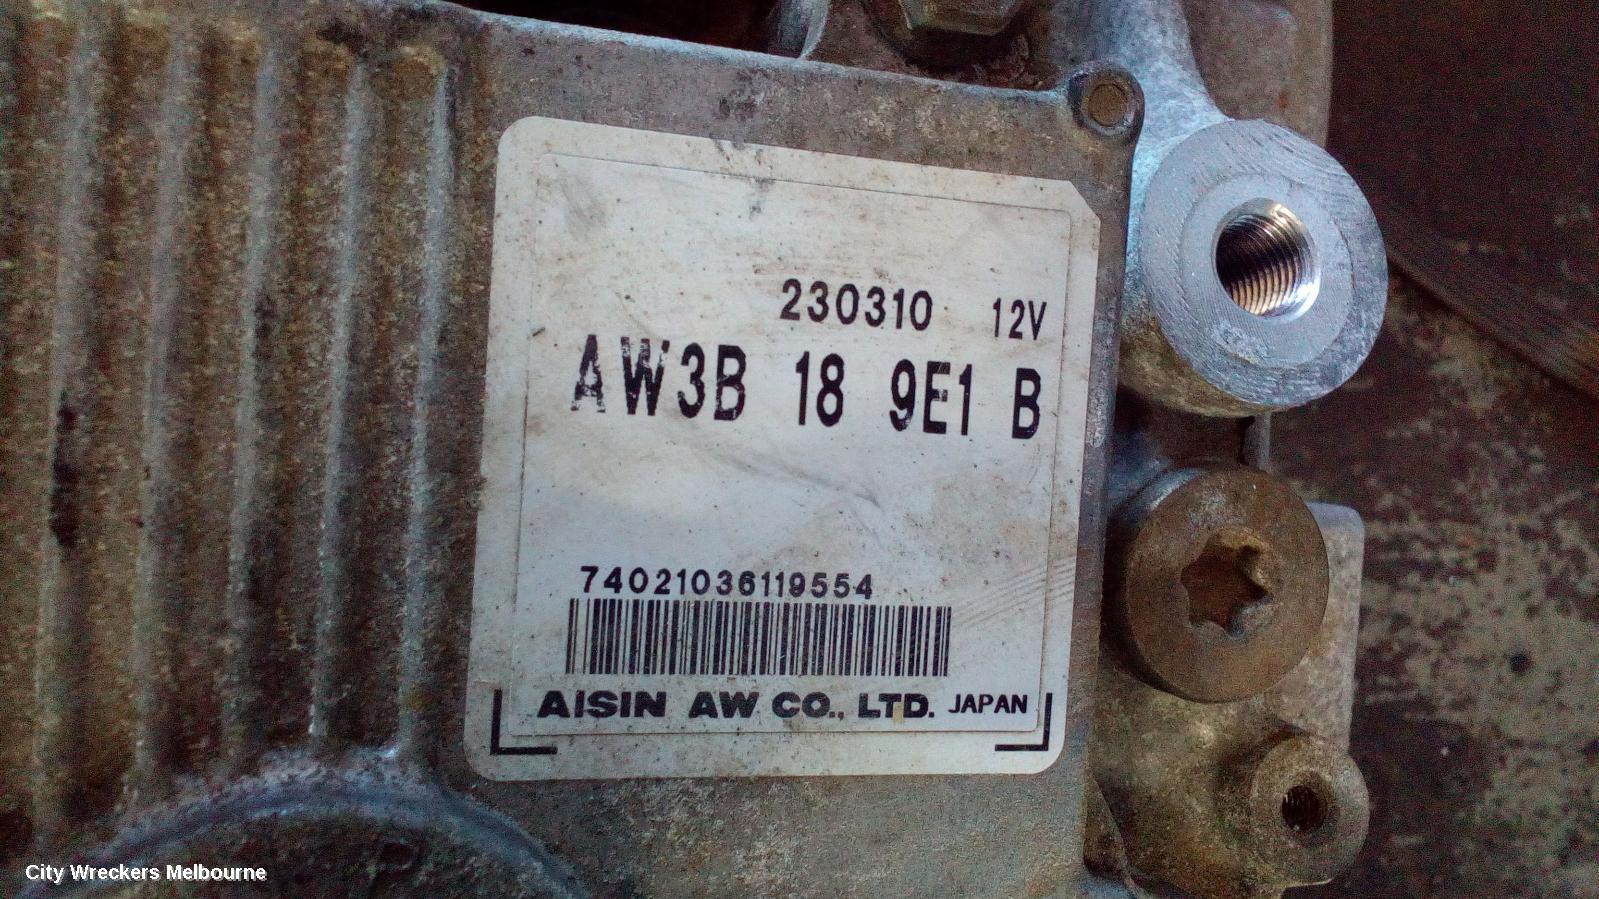 230310 12V
AW3B 18 9E1 B
74021036119554
AISIN AW CO., LTD. JAPAN
City Wreckers Melbourne